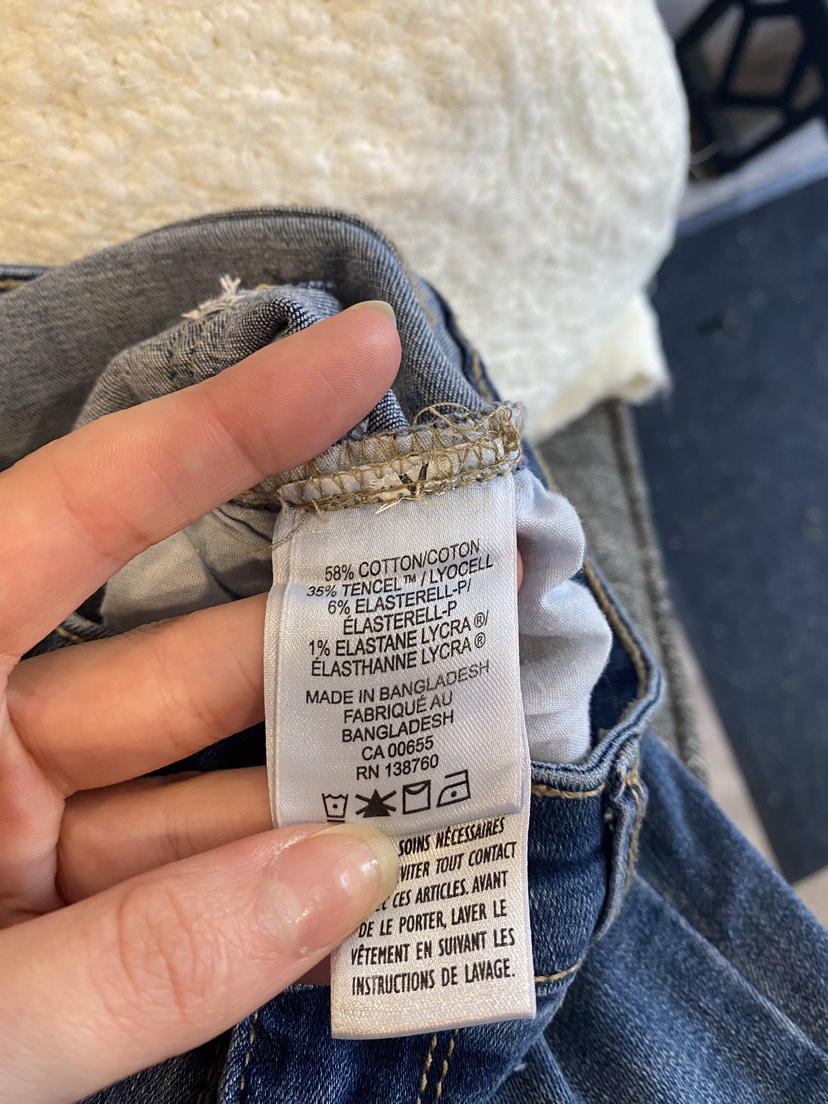 58% COTTON/COTON
35% TENCEL™ / LYOCELL
6% ELASTERELL-P/
ÉLASTERELL-P
1% ELASTANE LYCRA ®/
ÉLASTHANNE LYCRA ®
MADE IN BANGLADESH
FABRIQUÉ AU
BANGLADESH
CA 00655
RN 138760
SOINS NÉCESSAIRES
TOUT CONTACT
CES ARTICLES. AVANT
DE LE PORTER, LAVER LE
VÊTEMENT EN SUIVANT LES
INSTRUCTIONS DE LAVAGE.